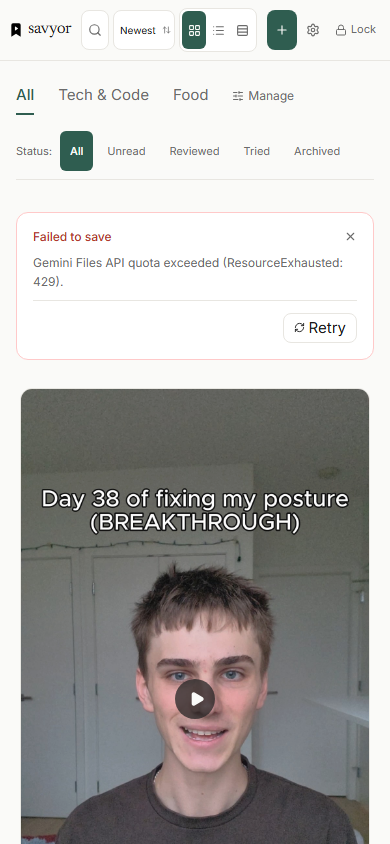 savyor
Newest
Lock
All
Tech & Code
Food
Manage
Status:
All
Unread
Reviewed
Tried
Archived
Failed to save
Gemini Files API quota exceeded (ResourceExhausted:
429).
Retry
Day 38 of fixing my posture
(BREAKTHROUGH)